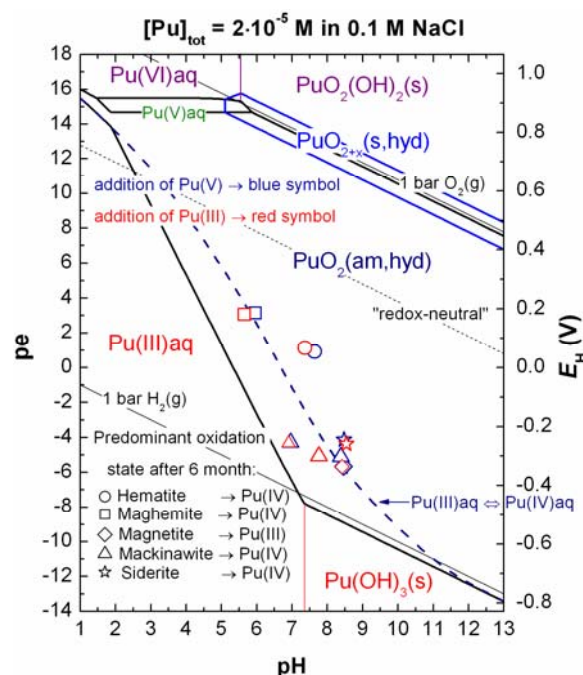 [Pu]tot = 2·10⁻⁵ M in 0.1 M NaCl
18
16
14
12
10
8
6
4
2
0
-2
-4
-6
-8
-10
-12
-14
pe
1.0
0.8
0.6
0.4
0.2
0.0
-0.2
-0.4
-0.6
-0.8
E_H (V)
Pu(VI)aq
PuO₂(OH)₂(s)
Pu(V)aq
PuO₂₊ₓ(s,hyd)
1 bar O₂(g)
addition of Pu(V) → blue symbol
addition of Pu(III) → red symbol
PuO₂(am,hyd)
"redox-neutral"
Pu(III)aq
1 bar H₂(g)
Predominant oxidation
state after 6 month:
Hematite → Pu(IV)
Maghemite → Pu(IV)
Magnetite → Pu(III)
Mackinawite → Pu(IV)
Siderite → Pu(IV)
Pu(III)aq ⇔ Pu(IV)aq
Pu(OH)₃(s)
1 2 3 4 5 6 7 8 9 10 11 12 13
pH